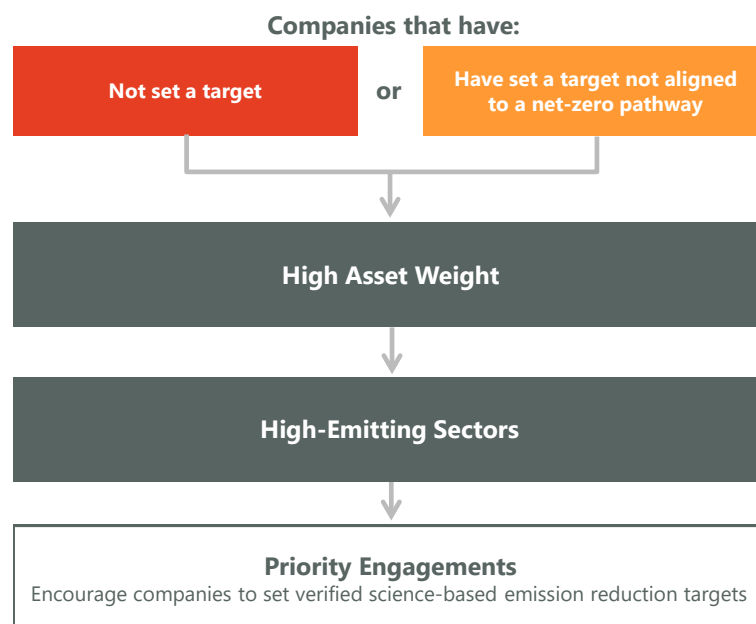 Companies that have:
Not set a target
or
Have set a target not aligned
to a net-zero pathway
High Asset Weight
High-Emitting Sectors
Priority Engagements
Encourage companies to set verified science-based emission reduction targets